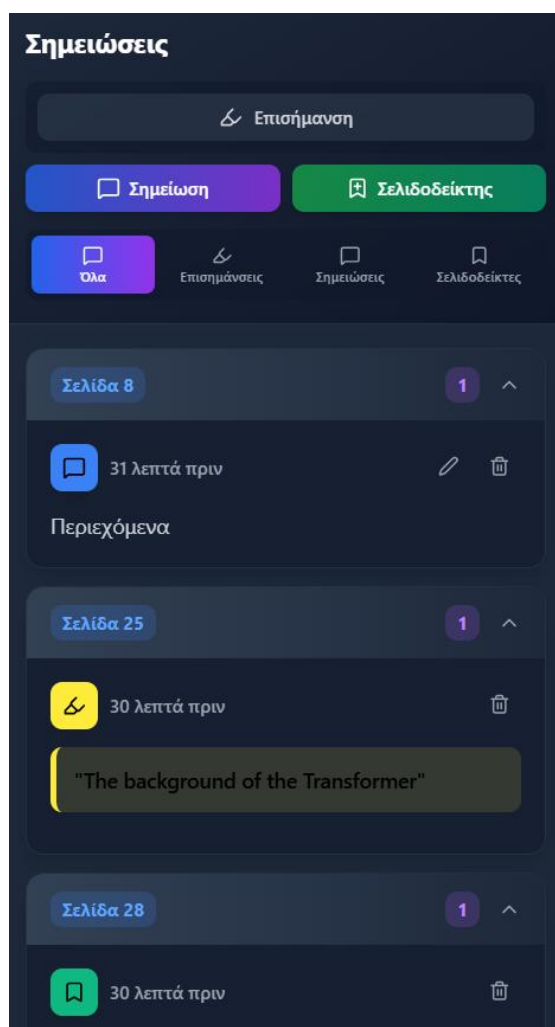 Σημειώσεις
Επισήμανση
Σημείωση
Σελιδοδείκτης
Όλα
Επισημάνσεις
Σημειώσεις
Σελιδοδείκτες
Σελίδα 8
1
31 λεπτά πριν
Περιεχόμενα
Σελίδα 25
1
30 λεπτά πριν
"The background of the Transformer"
Σελίδα 28
1
30 λεπτά πριν